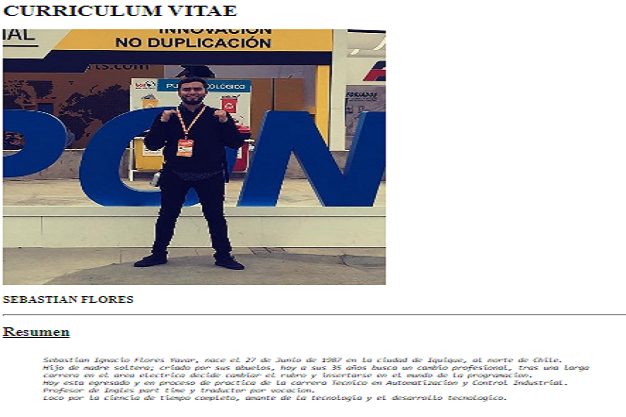 CURRICULUM VITAE
INNOVACIÓN
NO DUPLICACIÓN
SEBASTIAN FLORES
Resumen
Sebastian Ignacio Flores Yavar, nace el 27 de Junio de 1987 en la ciudad de Iquique, al norte de Chile.
Hijo de madre soltera; criado por sus abuelos, hoy a sus 35 años busca un cambio profesional, tras una larga
carrera en el area electrica decide cambiar el rubro y insertarse en el mundo de la programacion.
Hoy esta egresado y en proceso de practica de la carrera Tecnico en Automatizacion y Control Industrial.
Profesor de Ingles part time y traductor por vocacion.
Loco por la ciencia de tiempo completo, amante de la tecnologia y el desarrollo tecnologico.